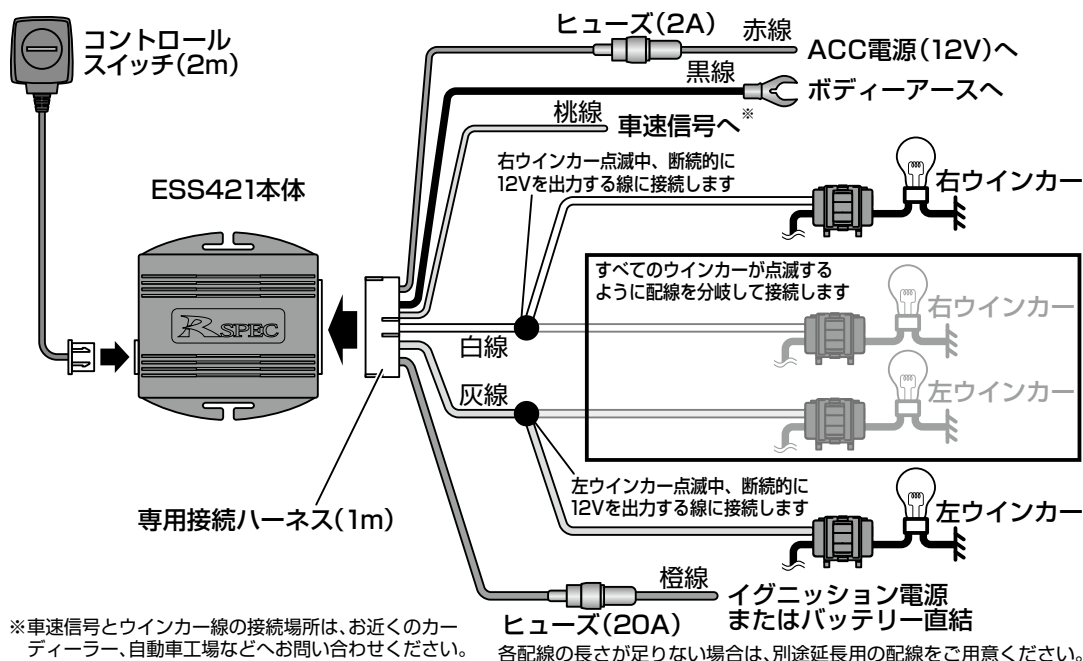 コントロール
スイッチ(2m)
ヒューズ(2A)
赤線
ACC電源(12V)へ
黒線
ボディーアースへ
桃線
車速信号へ※
右ウインカー点滅中、断続的に
12Vを出力する線に接続します
右ウインカー
ESS421本体
R SPEC
すべてのウインカーが点滅する
ように配線を分岐して接続します
右ウインカー
白線
灰線
左ウインカー
左ウインカー点滅中、断続的に
12Vを出力する線に接続します
左ウインカー
専用接続ハーネス(1m)
橙線
ヒューズ(20A)
イグニッション電源
またはバッテリー直結
※車速信号とウインカー線の接続場所は、お近くのカー
ディーラー、自動車工場などへお問い合わせください。
各配線の長さが足りない場合は、別途延長用の配線をご用意ください。